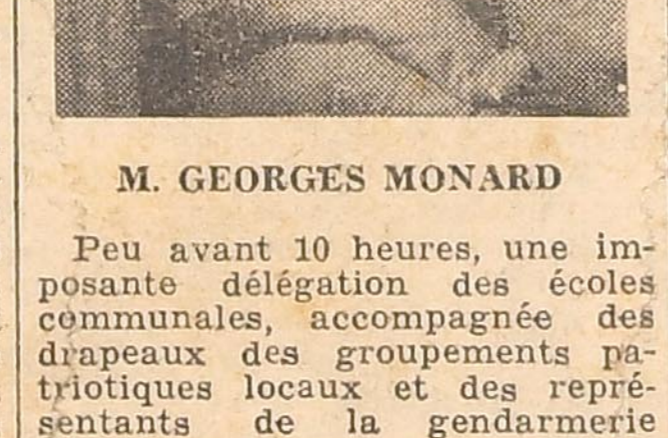 M. GEORGES MONARD
Peu avant 10 heures, une im-
posante délégation des écoles
communales, accompagnée des
drapeaux des groupements pa-
triotiques locaux et des repré-
sentants de la gendarmerie